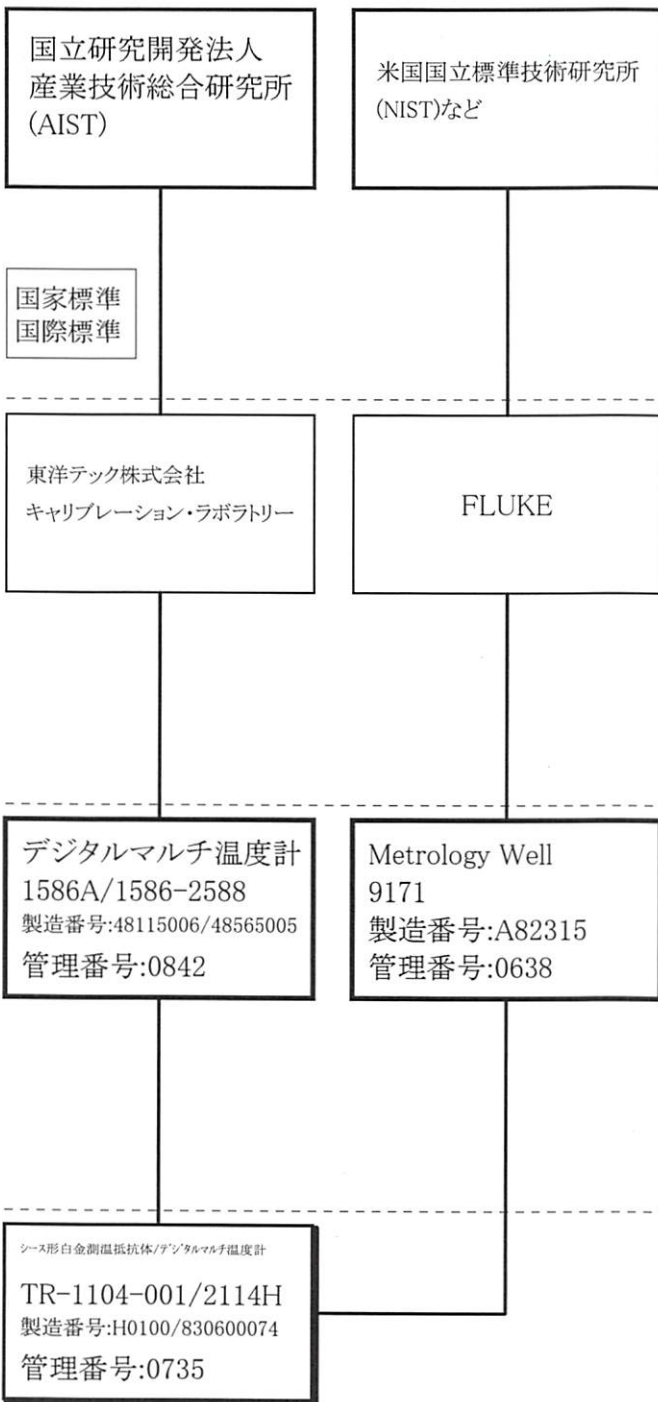 国立研究開発法人
産業技術総合研究所
(AIST)
米国国立標準技術研究所
(NIST)など
国家標準
国際標準
東洋テック株式会社
キャリブレーション・ラボラトリー
FLUKE
デジタルマルチ温度計
1586A/1586-2588
製造番号:48115006/48565005
管理番号:0842
Metrology Well
9171
製造番号:A82315
管理番号:0638
シース形白金測温抵抗体/デジタルマルチ温度計
TR-1104-001/2114H
製造番号:H0100/830600074
管理番号:0735